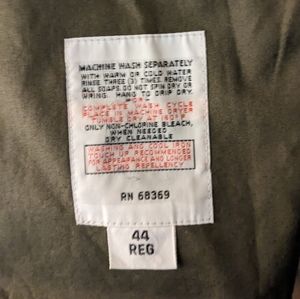 MACHINE WASH SEPARATELY
WITH WARM OR COLD WATER
RINSE THREE (3) TIMES. REMOVE
ALL SOAPS. DO NOT SPIN DRY OR
WRING. HANG TO DRIP DRY.
-OR-
COMPLETE WASH CYCLE
PLACE IN MACHINE DRYER
TUMBLE DRY AT
ONLY NON-CHLORINE BLEACH,
WHEN NEEDED
DRY CLEANABLE
WASHING AND COOL IRON
TOUCH UP RECOMMENDED
FOR APPEARANCE AND LONGER
LASTING REPELLENCY
RN 68369
44
REG